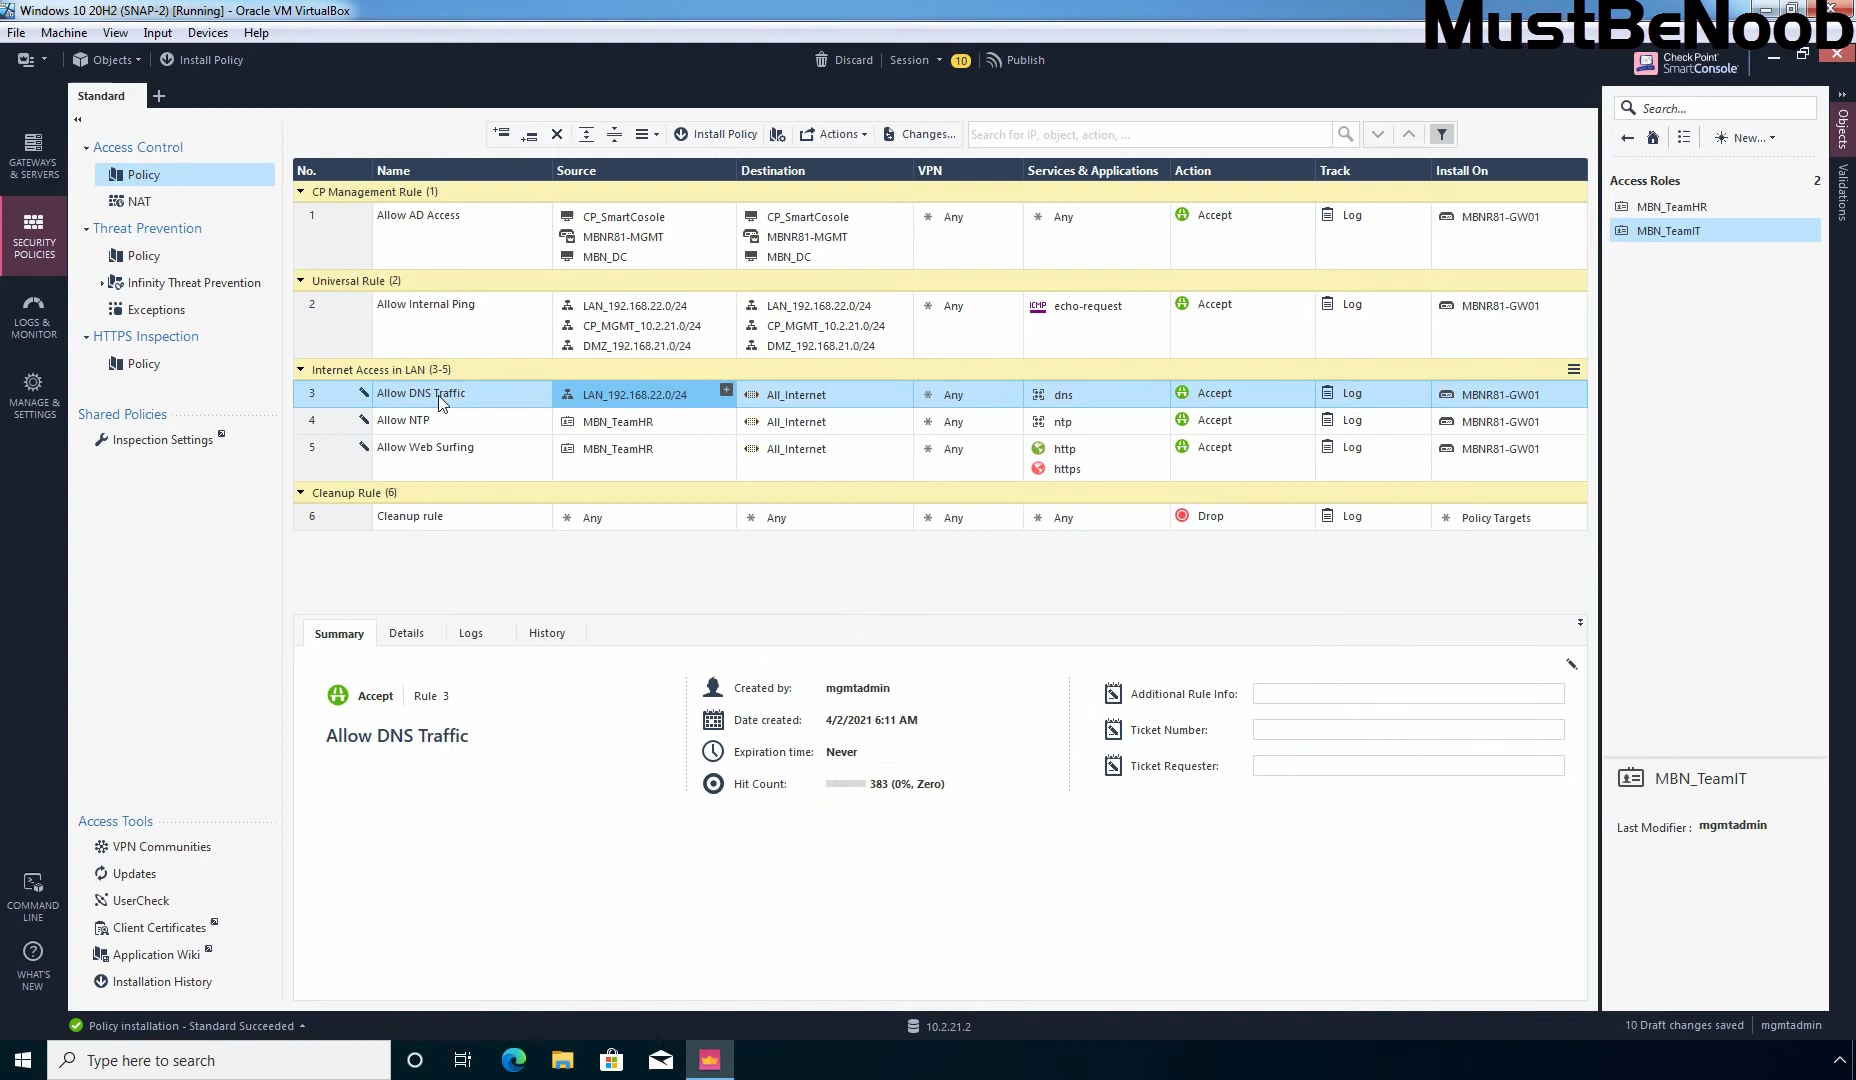 Windows 10 20H2 (SNAP-2) [Running] - Oracle VM VirtualBox
MustBeNoob
File Machine View Input Devices Help
Objects Install Policy Discard Session 10 Publish
Check Point
SmartConsole
Standard
Search...
New...
Access Control
Policy
NAT
Threat Prevention
Policy
Infinity Threat Prevention
Exceptions
HTTPS Inspection
Policy
Shared Policies
Inspection Settings
Access Tools
VPN Communities
Updates
UserCheck
Client Certificates
Application Wiki
Installation History
GATEWAYS
& SERVERS
SECURITY
POLICIES
LOGS &
MONITOR
MANAGE &
SETTINGS
COMMAND
LINE
WHAT'S
NEW
Install Policy Actions Changes... Search for IP, object, action, ...
No. Name Source Destination VPN Services & Applications Action Track Install On
CP Management Rule (1)
1 Allow AD Access CP_SmartCosole CP_SmartCosole Any Any Accept Log MBNR81-GW01
MBNR81-MGMT MBNR81-MGMT
MBN_DC MBN_DC
Universal Rule (2)
2 Allow Internal Ping LAN_192.168.22.0/24 LAN_192.168.22.0/24 Any ICMP echo-request Accept Log MBNR81-GW01
CP_MGMT_10.2.21.0/24 CP_MGMT_10.2.21.0/24
DMZ_192.168.21.0/24 DMZ_192.168.21.0/24
Internet Access in LAN (3-5)
3 Allow DNS Traffic LAN_192.168.22.0/24 All_Internet Any dns Accept Log MBNR81-GW01
4 Allow NTP MBN_TeamHR All_Internet Any ntp Accept Log MBNR81-GW01
5 Allow Web Surfing MBN_TeamHR All_Internet Any http Accept Log MBNR81-GW01
https
Cleanup Rule (6)
6 Cleanup rule Any Any Any Any Drop Log Policy Targets
Summary Details Logs History
Accept Rule 3
Allow DNS Traffic
Created by: mgmtadmin
Date created: 4/2/2021 6:11 AM
Expiration time: Never
Hit Count: 383 (0%, Zero)
Additional Rule Info:
Ticket Number:
Ticket Requester:
Access Roles 2
MBN_TeamHR
MBN_TeamIT
MBN_TeamIT
Last Modifier : mgmtadmin
Objects
Validations
Policy installation - Standard Succeeded 10.2.21.2 10 Draft changes saved mgmtadmin
Type here to search